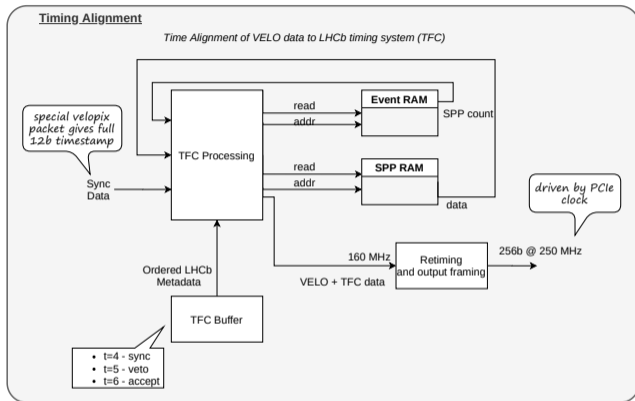 Timing Alignment
Time Alignment of VELO data to LHCb timing system (TFC)
special velopix
packet gives full
12b timestamp
Sync
Data
TFC Processing
read
addr
Event RAM
SPP count
read
addr
SPP RAM
data
driven by PCIe
clock
160 MHz
VELO + TFC data
Retiming
and output framing
256b @ 250 MHz
Ordered LHCb
Metadata
TFC Buffer
• t=4 - sync
• t=5 - veto
• t=6 - accept